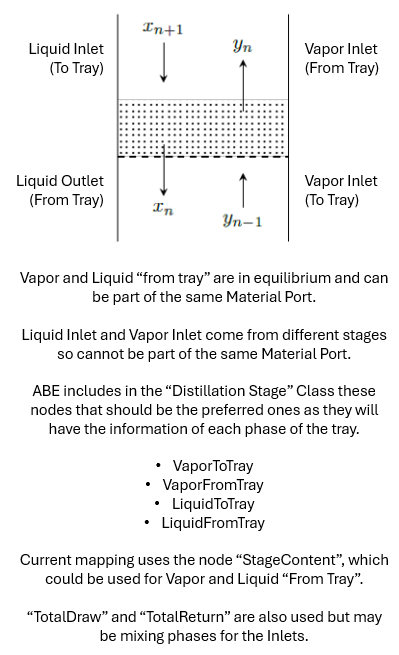 x_{n+1}
Liquid Inlet
(To Tray)
y_n
Vapor Inlet
(From Tray)
Liquid Outlet
(From Tray)
x_n
y_{n-1}
Vapor Inlet
(To Tray)
Vapor and Liquid “from tray” are in equilibrium and can
be part of the same Material Port.
Liquid Inlet and Vapor Inlet come from different stages
so cannot be part of the same Material Port.
ABE includes in the “Distillation Stage” Class these
nodes that should be the preferred ones as they will
have the information of each phase of the tray.
• VaporToTray
• VaporFromTray
• LiquidToTray
• LiquidFromTray
Current mapping uses the node “StageContent”, which
could be used for Vapor and Liquid “From Tray”.
“TotalDraw” and “TotalReturn” are also used but may
be mixing phases for the Inlets.